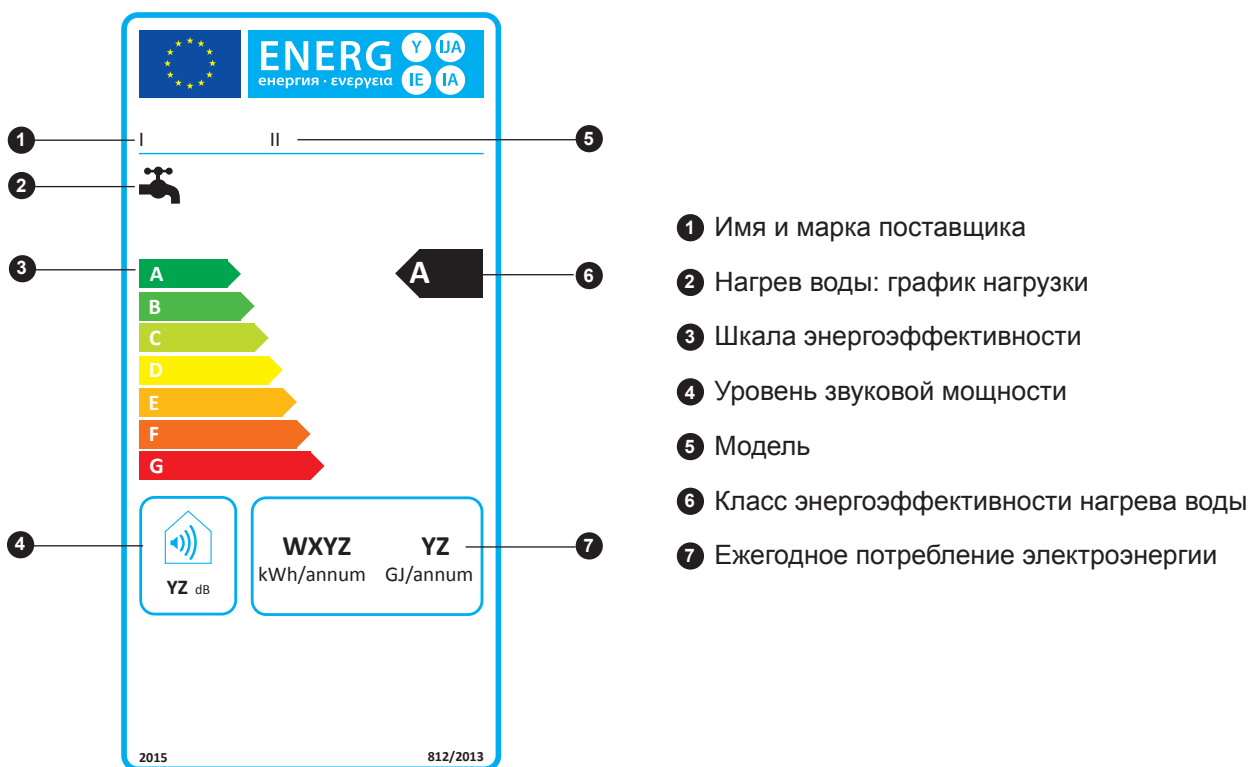 ENERG Y IJA
енергия · ενεργεια IE IA
1 I II 5
2
3 A A 6
B
C
D
E
F
G
4 WXYZ YZ 7
kWh/annum GJ/annum
YZ dB
2015 812/2013
1 Имя и марка поставщика
2 Нагрев воды: график нагрузки
3 Шкала энергоэффективности
4 Уровень звуковой мощности
5 Модель
6 Класс энергоэффективности нагрева воды
7 Ежегодное потребление электроэнергии